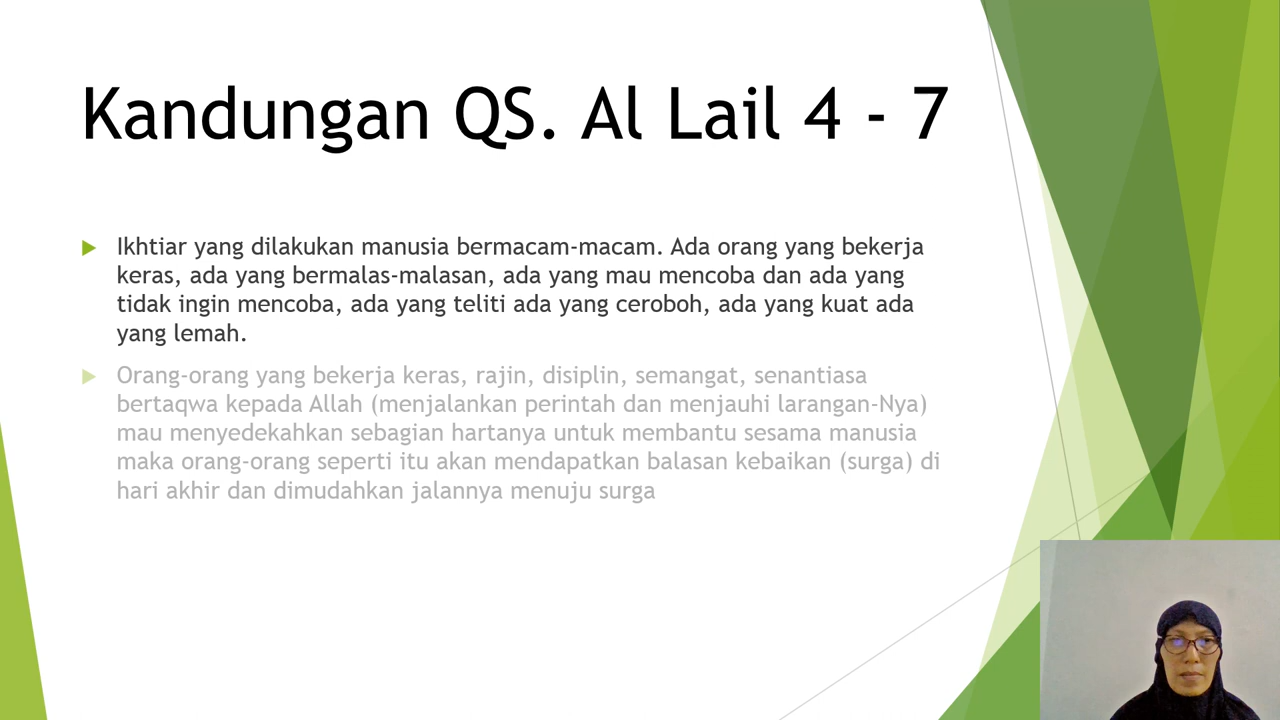 Kandungan QS. Al Lail 4 - 7
Ikhtiar yang dilakukan manusia bermacam-macam. Ada orang yang bekerja
keras, ada yang bermalas-malasan, ada yang mau mencoba dan ada yang
tidak ingin mencoba, ada yang teliti ada yang ceroboh, ada yang kuat ada
yang lemah.
Orang-orang yang bekerja keras, rajin, disiplin, semangat, senantiasa
bertaqwa kepada Allah (menjalankan perintah dan menjauhi larangan-Nya)
mau menyedekahkan sebagian hartanya untuk membantu sesama manusia
maka orang-orang seperti itu akan mendapatkan balasan kebaikan (surga) di
hari akhir dan dimudahkan jalannya menuju surga